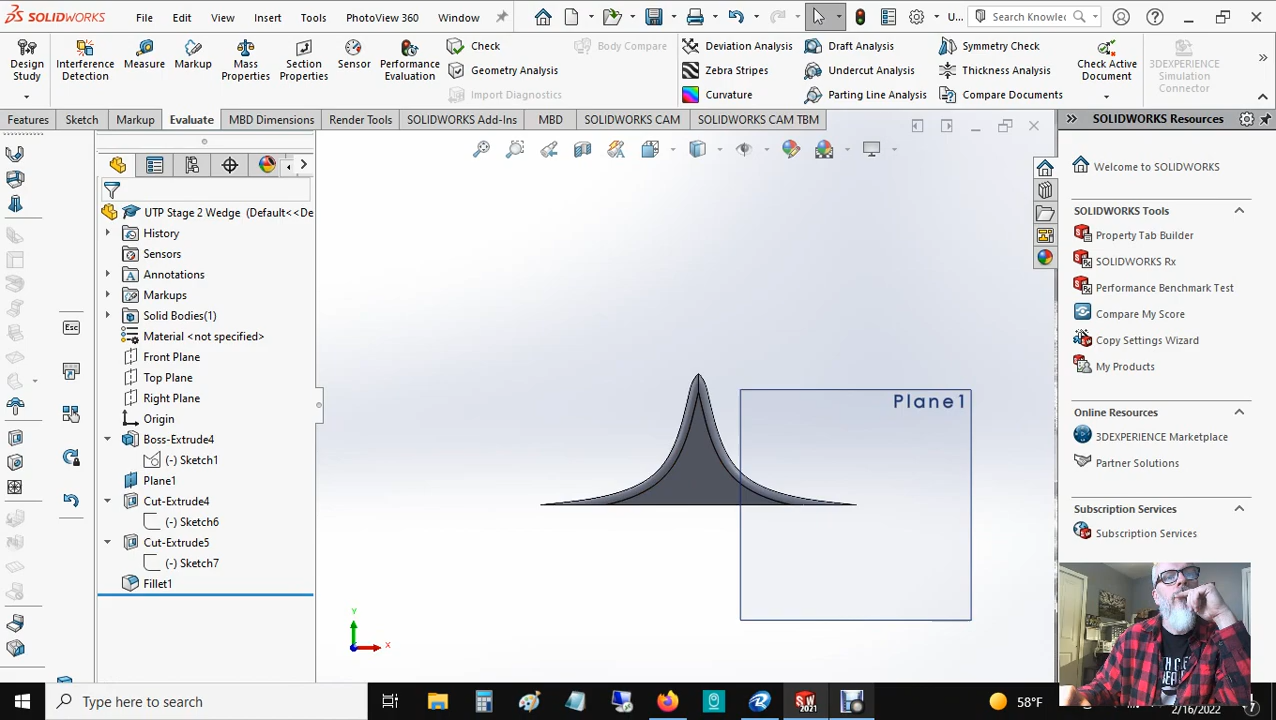 SOLIDWORKS File Edit View Insert Tools PhotoView 360 Window U... Search Knowlec
Design Study
Interference Detection
Measure
Markup
Mass Properties
Section Properties
Sensor
Performance Evaluation
Check
Geometry Analysis
Import Diagnostics
Body Compare
Deviation Analysis
Zebra Stripes
Curvature
Draft Analysis
Undercut Analysis
Parting Line Analysis
Symmetry Check
Thickness Analysis
Compare Documents
Check Active Document
3DEXPERIENCE Simulation Connector
Features Sketch Markup Evaluate MBD Dimensions Render Tools SOLIDWORKS Add-Ins MBD SOLIDWORKS CAM SOLIDWORKS CAM TBM
UTP Stage 2 Wedge (Default<<De
History
Sensors
Annotations
Markups
Solid Bodies(1)
Material <not specified>
Front Plane
Top Plane
Right Plane
Origin
Boss-Extrude4
(-) Sketch1
Plane1
Cut-Extrude4
(-) Sketch6
Cut-Extrude5
(-) Sketch7
Fillet1
Esc
Plane1
Y
X
SOLIDWORKS Resources
Welcome to SOLIDWORKS
SOLIDWORKS Tools
Property Tab Builder
SOLIDWORKS Rx
Performance Benchmark Test
Compare My Score
Copy Settings Wizard
My Products
Online Resources
3DEXPERIENCE Marketplace
Partner Solutions
Subscription Services
Subscription Services
Type here to search
SW
2021
58°F
2/16/2022